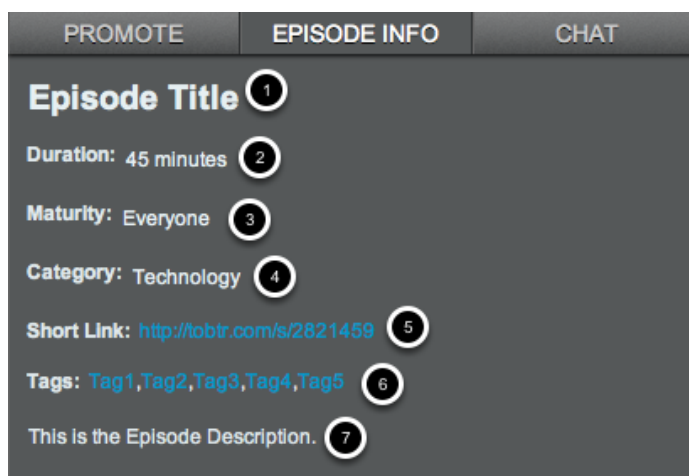 PROMOTE EPISODE INFO CHAT
Episode Title 1
Duration: 45 minutes 2
Maturity: Everyone 3
Category: Technology 4
Short Link: http://tobtr.com/s/2821459 5
Tags: Tag1,Tag2,Tag3,Tag4,Tag5 6
This is the Episode Description. 7